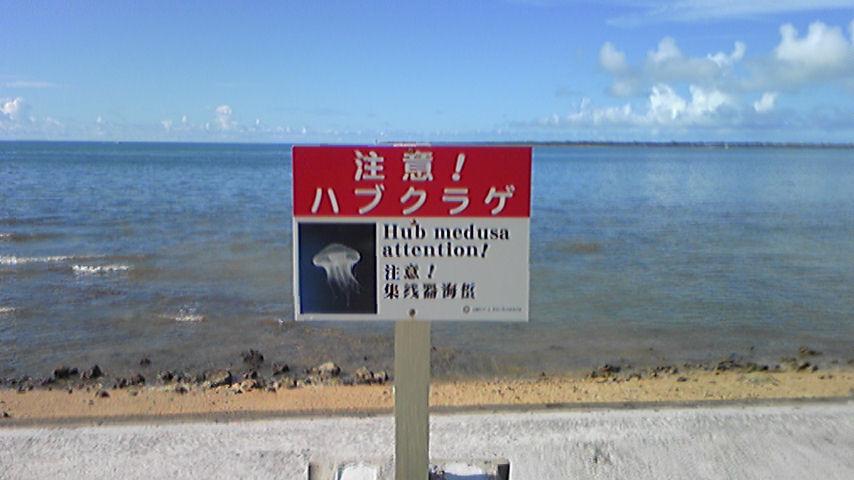 注意!
ハブクラゲ
Hub medusa
attention!
注意!
集线器海蜇